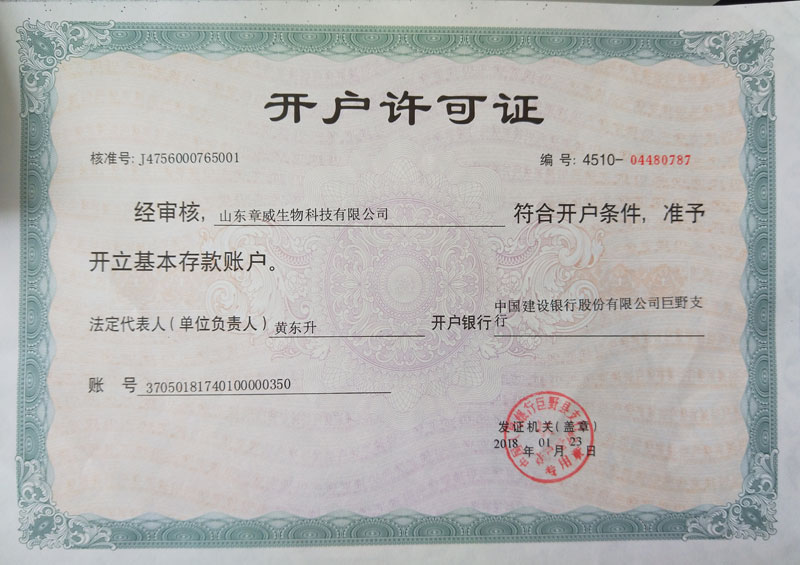 开户许可证
核准号: J4756000765001 编 号: 4510- 04480787
经审核, 山东章威生物科技有限公司 符合开户条件, 准予
开立基本存款账户。
法定代表人(单位负责人) 黄东升 开户银行 中国建设银行股份有限公司巨野支
行
账 号 37050181740100000350
发证机关(盖章)
2018 年 01 月 23 日
专用章